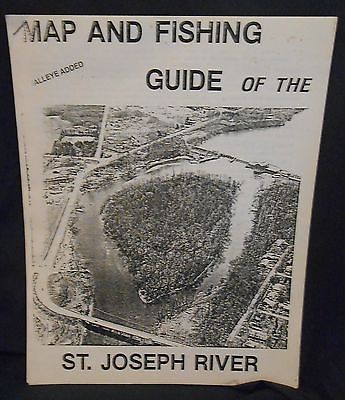 MAP AND FISHING
ALLEYE ADDED
GUIDE OF THE
ST. JOSEPH RIVER